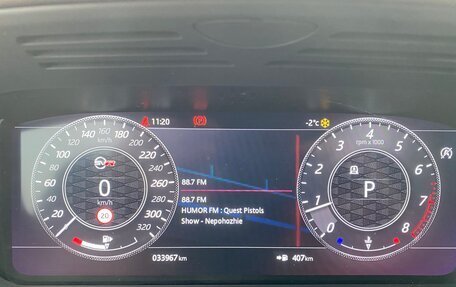 11:20
-2°C
140 160 180
120 200
100 220
80 240
60 260
40 280
20 300
320
km/h
0
km/h
20
88.7 FM
88.7 FM
HUMOR FM : Quest Pistols
Show - Nepohozhie
0 1 2 3 4 5 6 7 8
rpm x 1000
P
033967 km
407 km